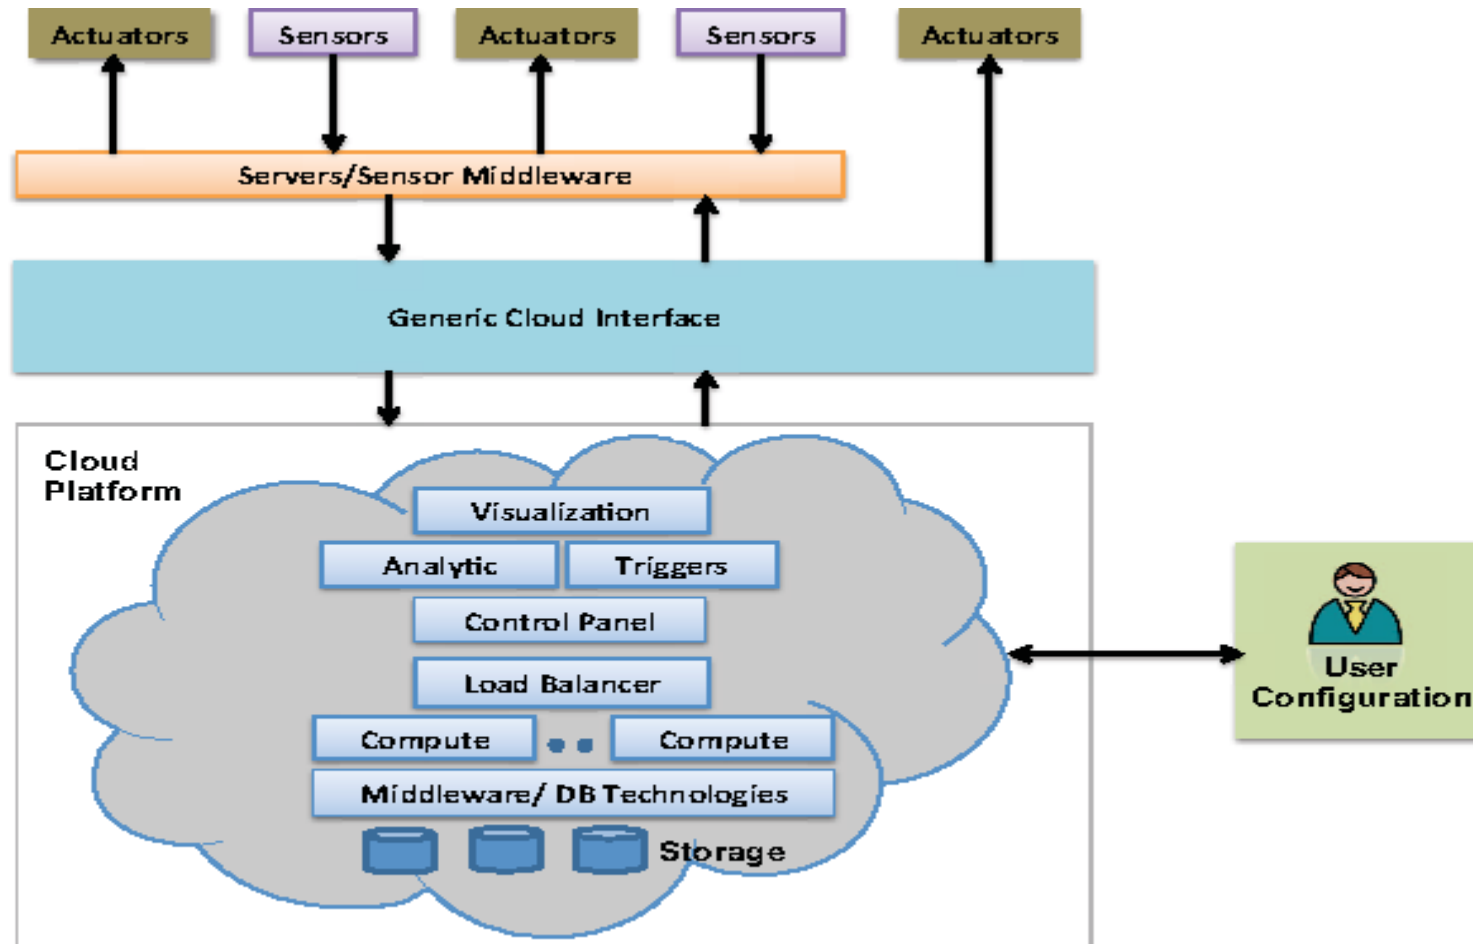 Actuators
Sensors
Actuators
Sensors
Actuators
Servers/Sensor Middleware
Generic Cloud Interface
Cloud
Platform
Visualization
Analytic
Triggers
Control Panel
Load Balancer
Compute
Compute
Middleware/ DB Technologies
Storage
User
Configuration